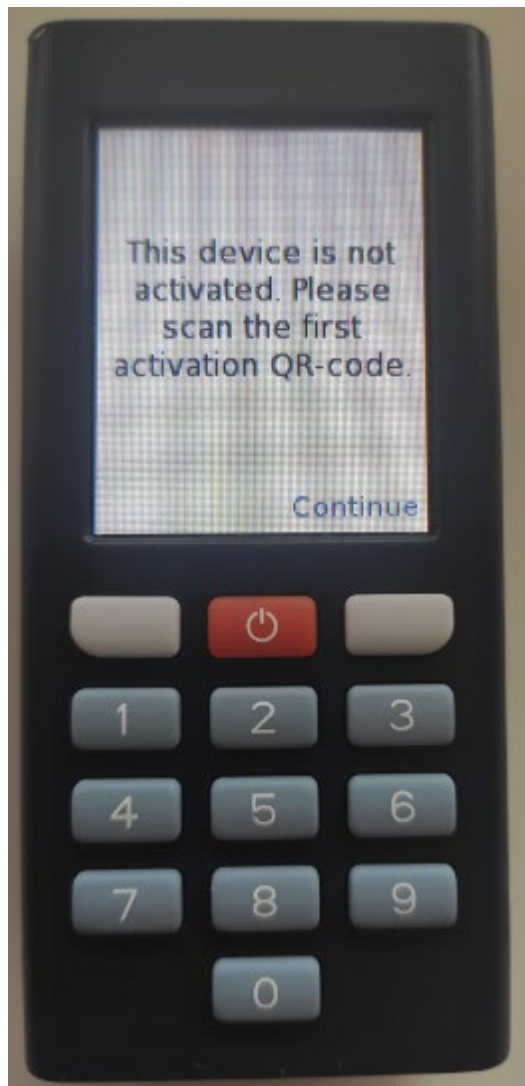 This device is not
activated. Please
scan the first
activation QR-code.
Continue
1 2 3
4 5 6
7 8 9
0